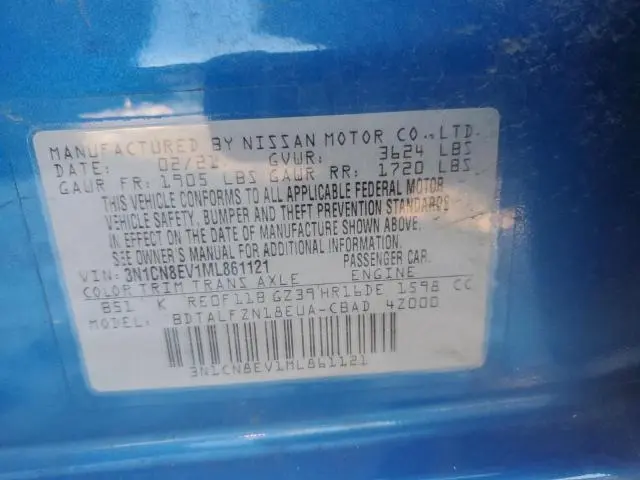 MANUFACTURED BY NISSAN MOTOR CO.,LTD.
DATE: 02/21 GVWR: 3624 LBS
GAWR FR: 1905 LBS GAWR RR: 1720 LBS
THIS VEHICLE CONFORMS TO ALL APPLICABLE FEDERAL MOTOR
VEHICLE SAFETY, BUMPER AND THEFT PREVENTION STANDARDS
IN EFFECT ON THE DATE OF MANUFACTURE SHOWN ABOVE.
SEE OWNER'S MANUAL FOR ADDITIONAL INFORMATION.
VIN: 3N1CN8EV1ML861121 PASSENGER CAR.
COLOR TRIM TRANS AXLE ENGINE
B51 K RE0F11B GZ39 HR16DE 1598 CC
MODEL: BDTALFZN18EUA-CBAD 42000
3N1CN8EV1ML861121